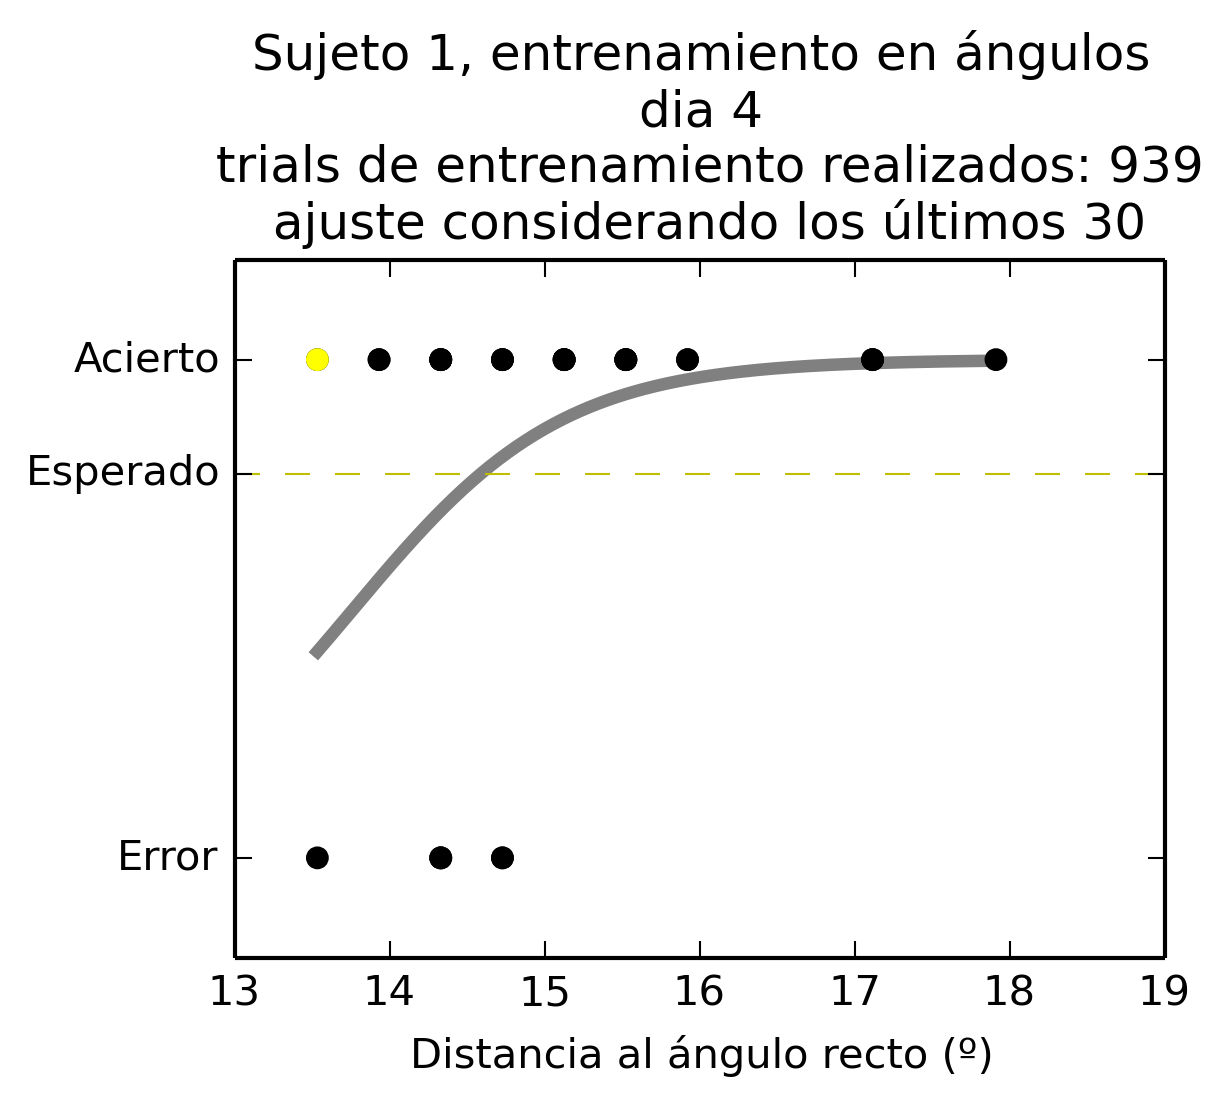 Sujeto 1, entrenamiento en ángulos
dia 4
trials de entrenamiento realizados: 939
ajuste considerando los últimos 30
Acierto
Esperado
Error
13 14 15 16 17 18 19
Distancia al ángulo recto (º)